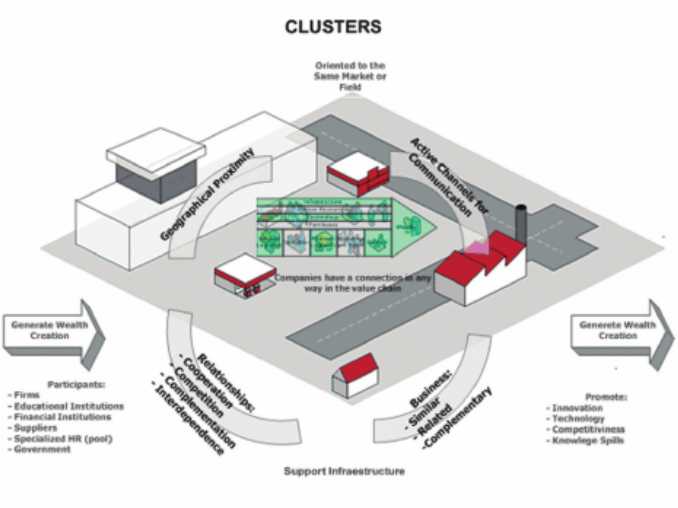 CLUSTERS
Oriented to the
Same Market or
Field
Geographical Proximity
Active Channels for
Communication
Companies have a connection in any
way in the value chain
Generate Wealth
Creation
Generete Wealth
Creation
Participants:
- Firms
- Educational Institutions
- Financial Institutions
- Suppliers
- Specialized HR (pool)
- Government
Relationships:
- Cooperation
- Competition
- Complementation
- Interdependence
Business:
- Similar
- Related
-Complementary
Promote:
- Innovation
- Technology
- Competitiviness
- Knowlege Spills
Support Infraestructure